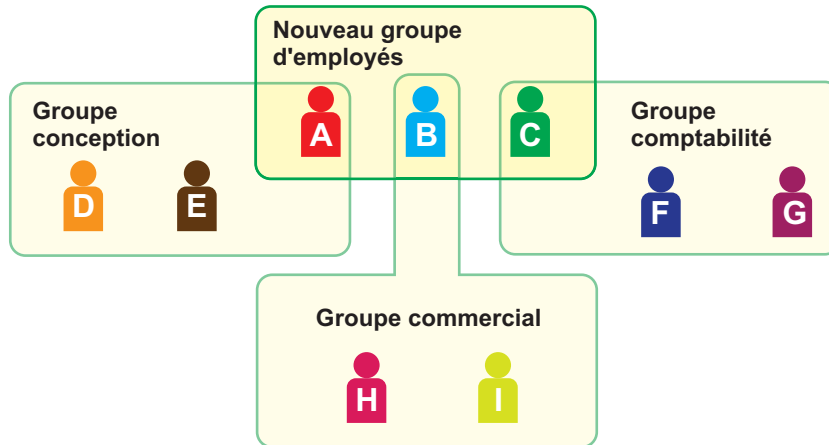 Nouveau groupe
d'employés
Groupe
conception
A
B
C
Groupe
comptabilité
D
E
F
G
Groupe commercial
H
I